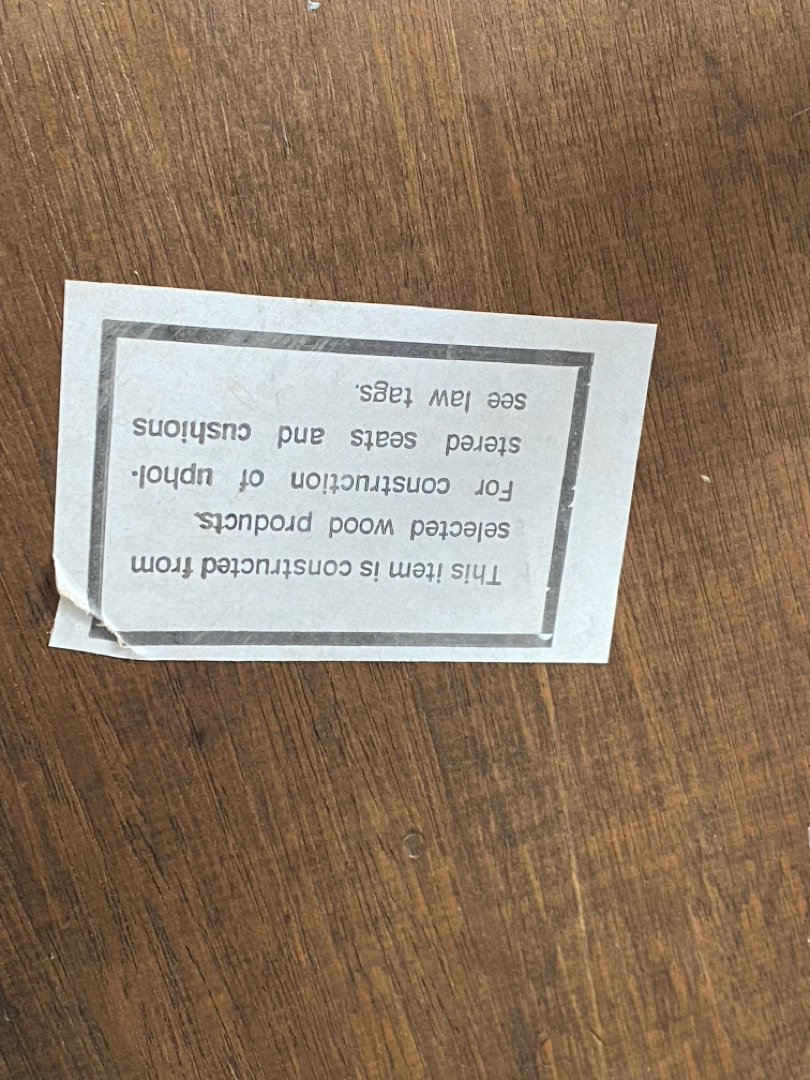 This item is constructed from
selected wood products.
For construction of uphol-
stered seats and cushions
see law tags.